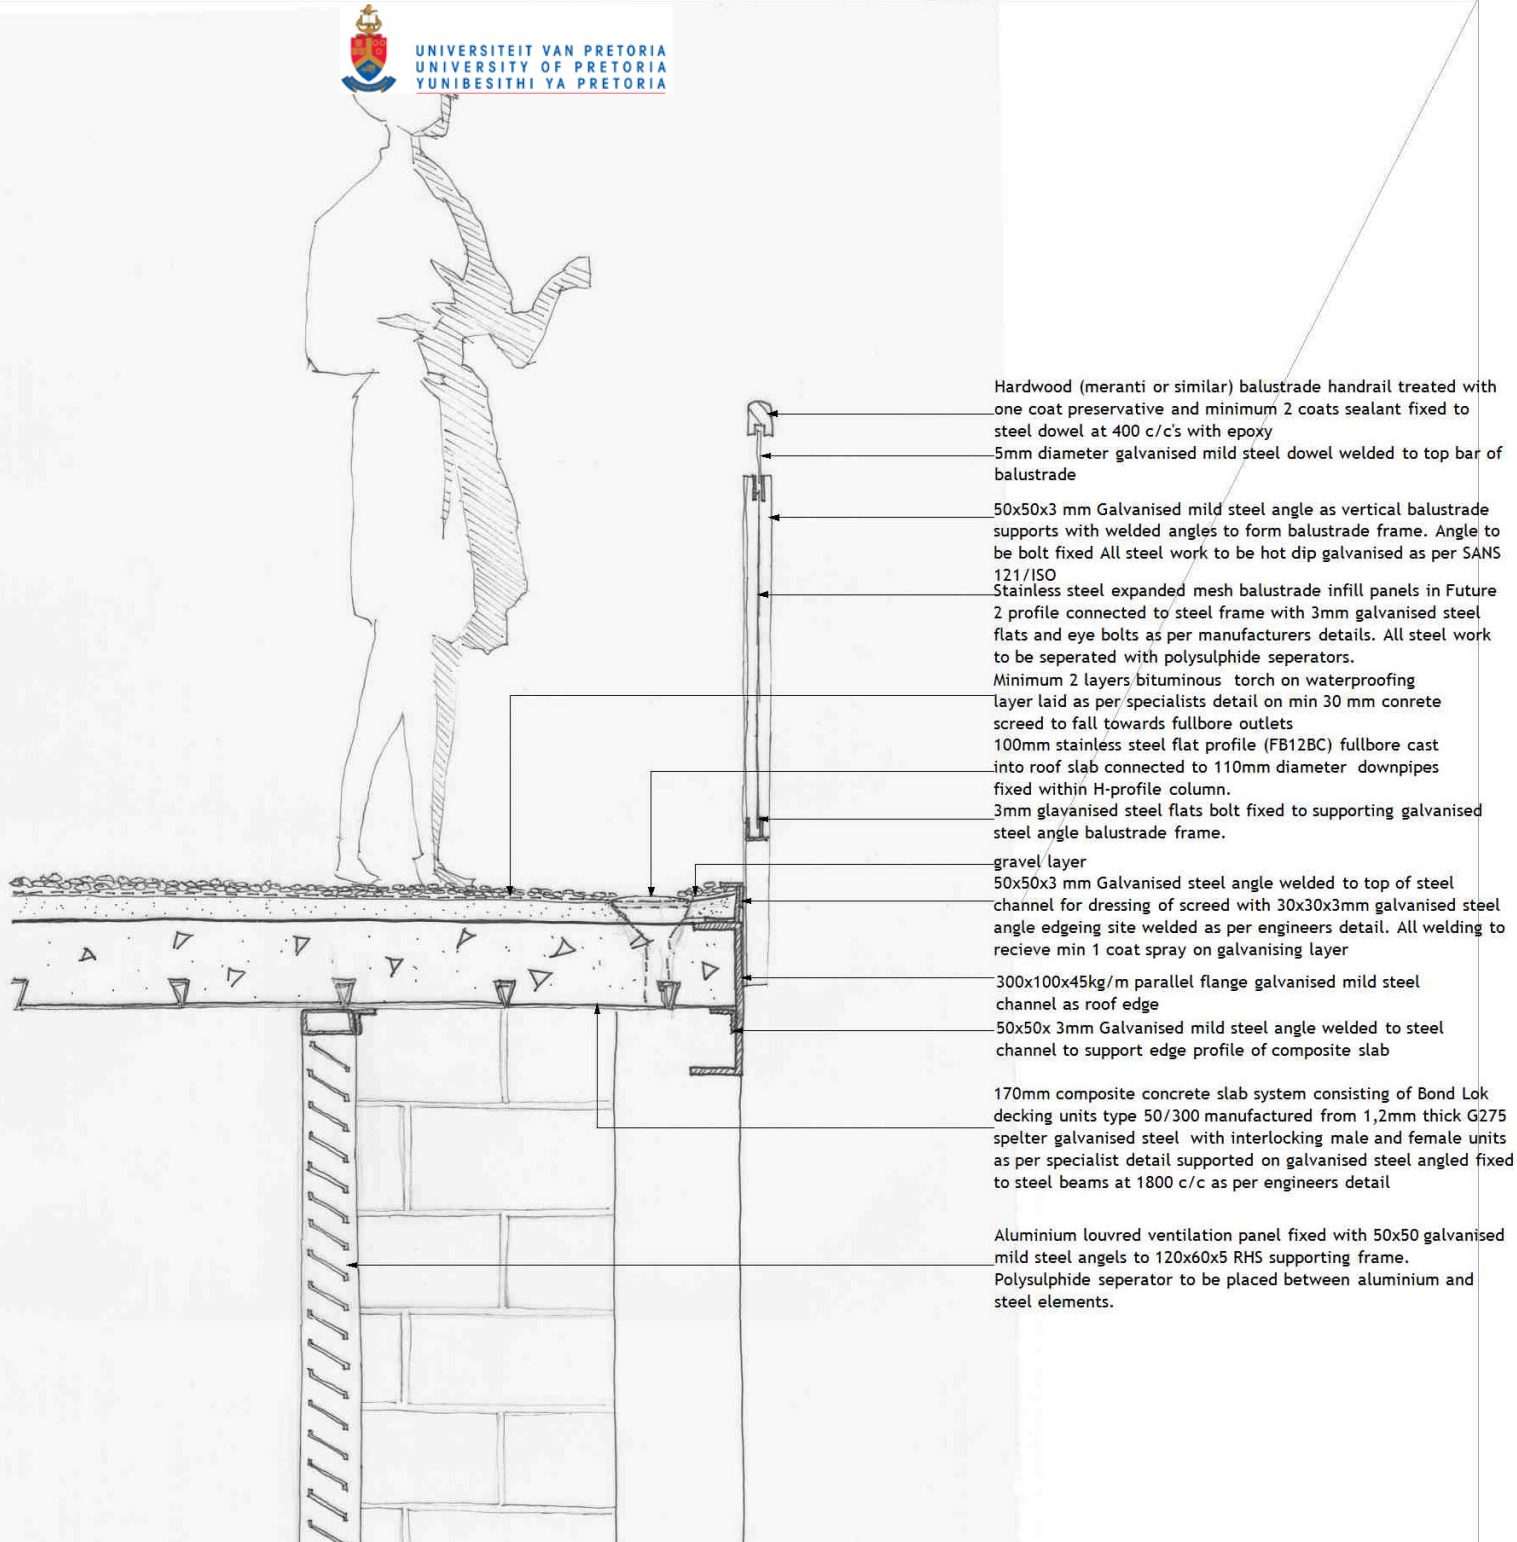 UNIVERSITEIT VAN PRETORIA
UNIVERSITY OF PRETORIA
YUNIBESITHI YA PRETORIA
Hardwood (meranti or similar) balustrade handrail treated with
one coat preservative and minimum 2 coats sealant fixed to
steel dowel at 400 c/c's with epoxy
5mm diameter galvanised mild steel dowel welded to top bar of
balustrade
50x50x3 mm Galvanised mild steel angle as vertical balustrade
supports with welded angles to form balustrade frame. Angle to
be bolt fixed All steel work to be hot dip galvanised as per SANS
121/ISO
Stainless steel expanded mesh balustrade infill panels in Future
2 profile connected to steel frame with 3mm galvanised steel
flats and eye bolts as per manufacturers details. All steel work
to be seperated with polysulphide seperators.
Minimum 2 layers bituminous torch on waterproofing
layer laid as per specialists detail on min 30 mm conrete
screed to fall towards fullbore outlets
100mm stainless steel flat profile (FB12BC) fullbore cast
into roof slab connected to 110mm diameter downpipes
fixed within H-profile column.
3mm glavanised steel flats bolt fixed to supporting galvanised
steel angle balustrade frame.
gravel layer
50x50x3 mm Galvanised steel angle welded to top of steel
channel for dressing of screed with 30x30x3mm galvanised steel
angle edgeing site welded as per engineers detail. All welding to
recieve min 1 coat spray on galvanising layer
300x100x45kg/m parallel flange galvanised mild steel
channel as roof edge
50x50x 3mm Galvanised mild steel angle welded to steel
channel to support edge profile of composite slab
170mm composite concrete slab system consisting of Bond Lok
decking units type 50/300 manufactured from 1,2mm thick G275
spelter galvanised steel with interlocking male and female units
as per specialist detail supported on galvanised steel angled fixed
to steel beams at 1800 c/c as per engineers detail
Aluminium louvred ventilation panel fixed with 50x50 galvanised
mild steel angels to 120x60x5 RHS supporting frame.
Polysulphide seperator to be placed between aluminium and
steel elements.